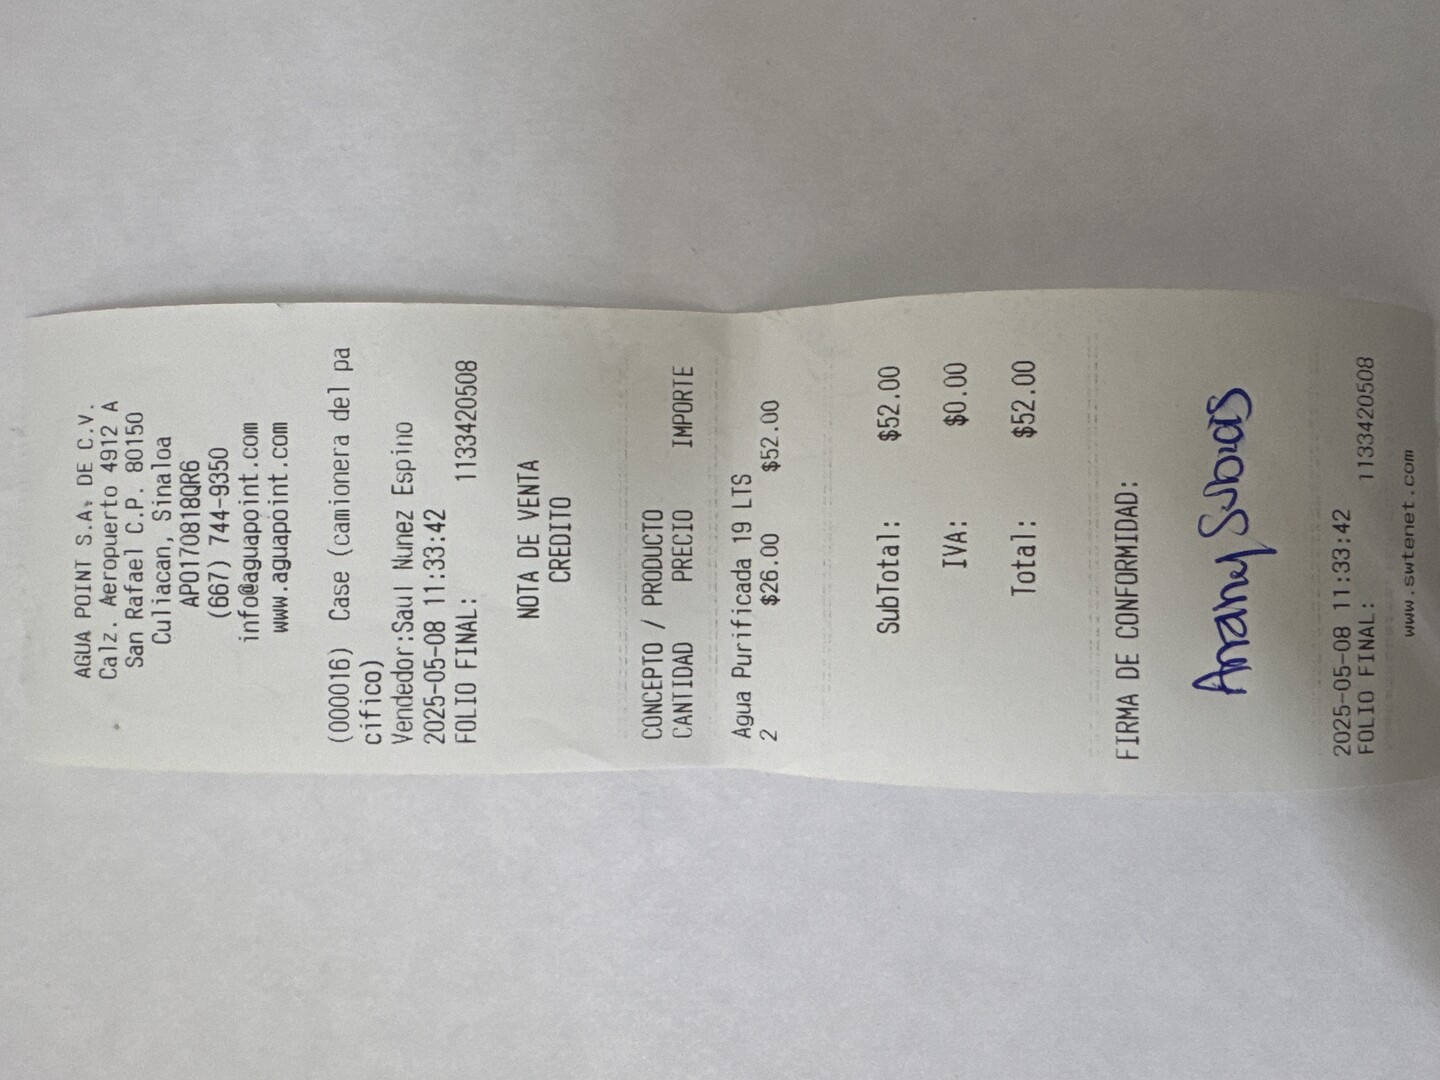 AGUA POINT S.A. DE C.V.
Calz. Aeropuerto 4912 A
San Rafael C.P. 80150
Culiacan, Sinaloa
APO170818QR6
(667) 744-9350
info@aguapoint.com
www.aguapoint.com
(000016) Case (camionera del pa
cifico)
Vendedor:Saul Nunez Espino
2025-05-08 11:33:42
FOLIO FINAL: 1133420508
NOTA DE VENTA
CREDITO
CONCEPTO / PRODUCTO
CANTIDAD PRECIO IMPORTE
Agua Purificada 19 LTS
2 $26.00 $52.00
SubTotal: $52.00
IVA: $0.00
Total: $52.00
FIRMA DE CONFORMIDAD:
2025-05-08 11:33:42
FOLIO FINAL: 1133420508
www.swtenet.com